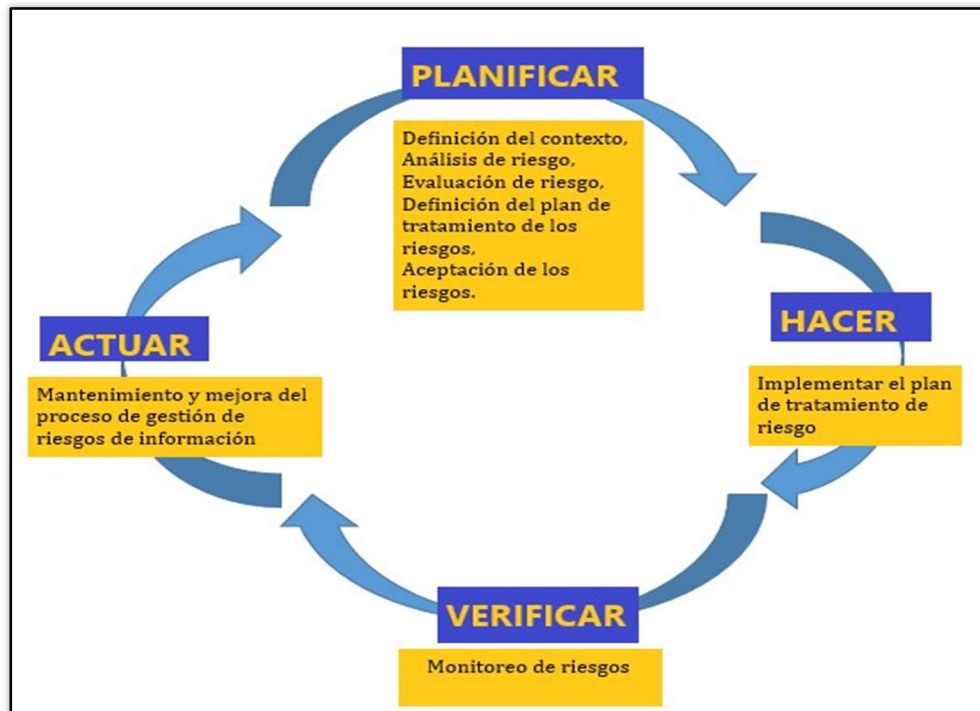 PLANIFICAR
Definición del contexto,
Análisis de riesgo,
Evaluación de riesgo,
Definición del plan de
tratamiento de los
riesgos,
Aceptación de los
riesgos.
HACER
Implementar el plan
de tratamiento de
riesgo
VERIFICAR
Monitoreo de riesgos
ACTUAR
Mantenimiento y mejora del
proceso de gestión de
riesgos de información